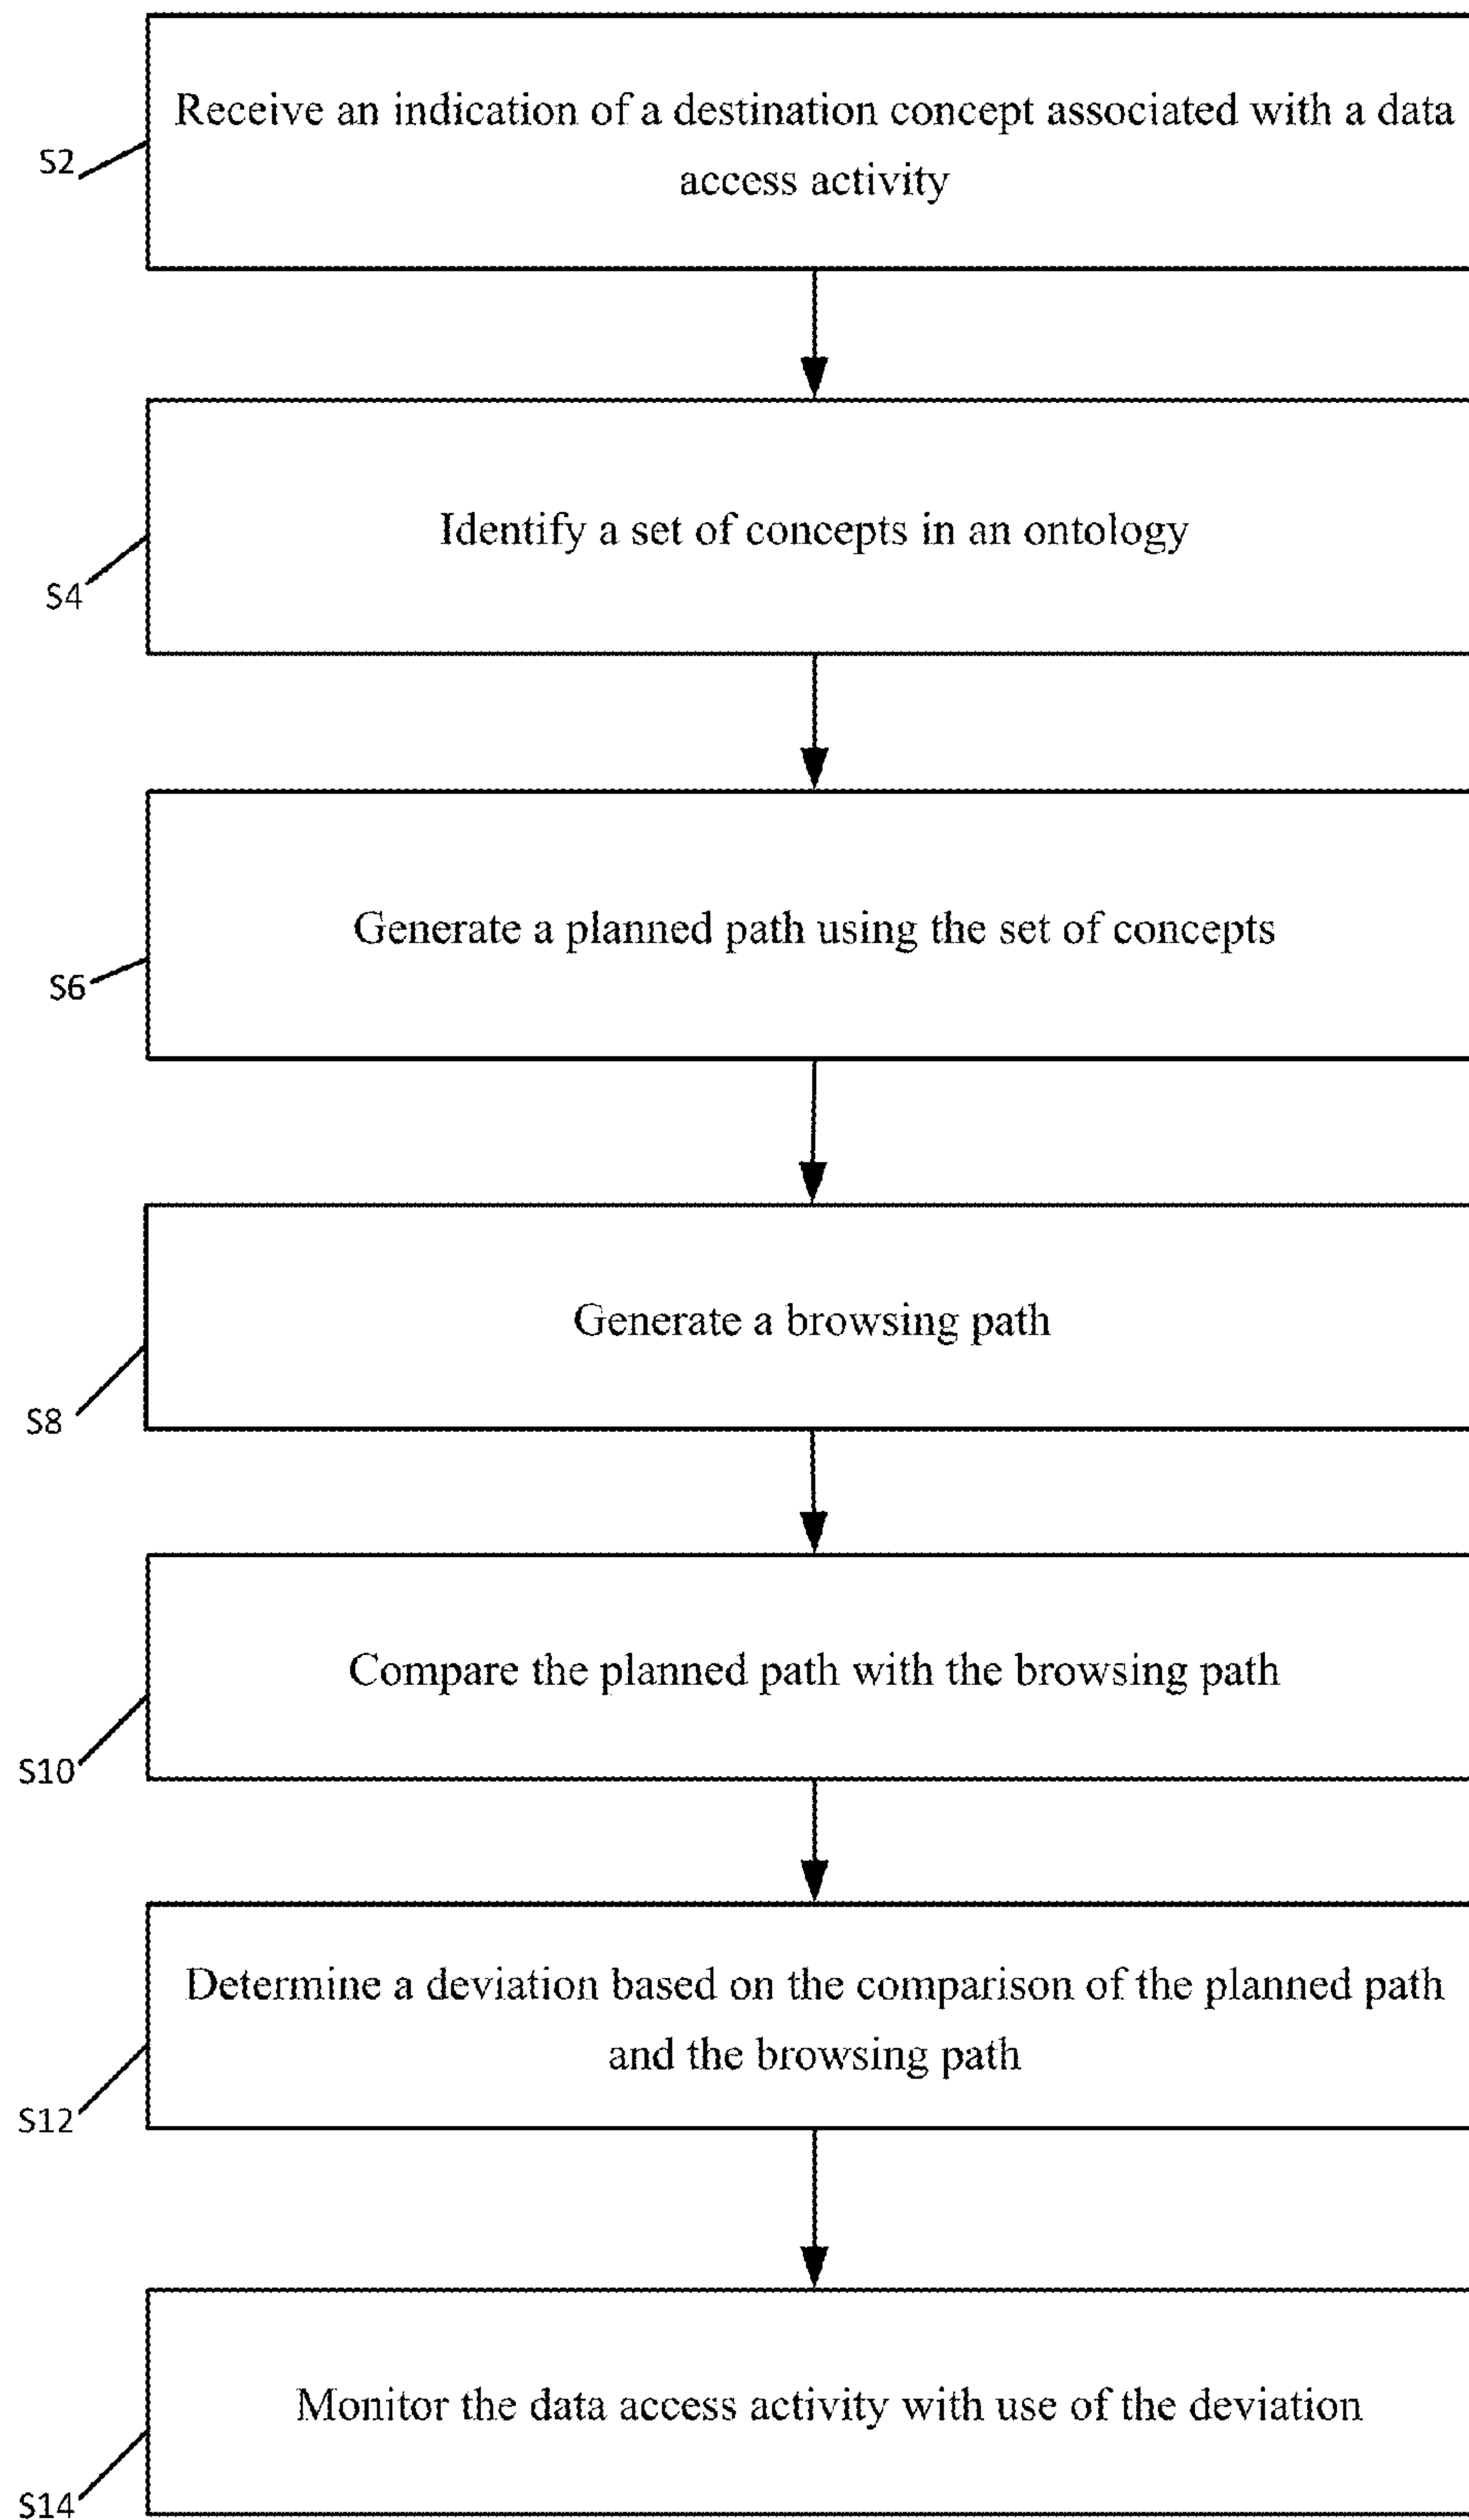 Receive an indication of a destination concept associated with a data
access activity
S2
Identify a set of concepts in an ontology
S4
Generate a planned path using the set of concepts
S6
Generate a browsing path
S8
Compare the planned path with the browsing path
S10
Determine a deviation based on the comparison of the planned path
and the browsing path
S12
Monitor the data access activity with use of the deviation
S14